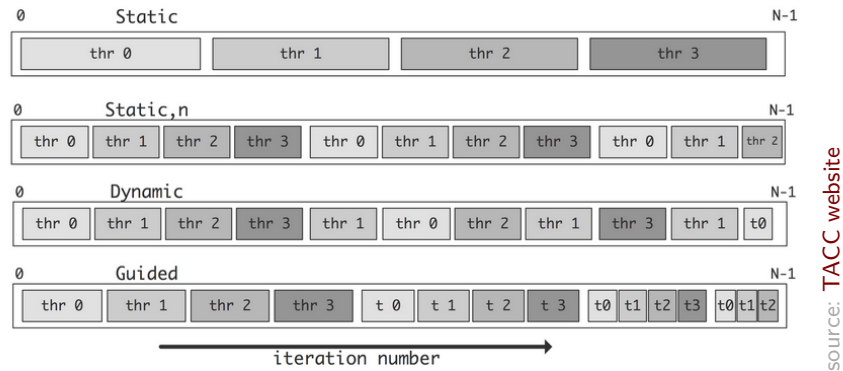 0 Static N-1
thr 0 thr 1 thr 2 thr 3
0 Static,n N-1
thr 0 thr 1 thr 2 thr 3 thr 0 thr 1 thr 2 thr 3 thr 0 thr 1 thr 2
0 Dynamic N-1
thr 0 thr 1 thr 2 thr 3 thr 1 thr 0 thr 2 thr 1 thr 3 thr 1 t0
0 Guided N-1
thr 0 thr 1 thr 2 thr 3 t 0 t 1 t 2 t 3 t0 t1 t2 t3 t0 t1 t2
iteration number
source: TACC website